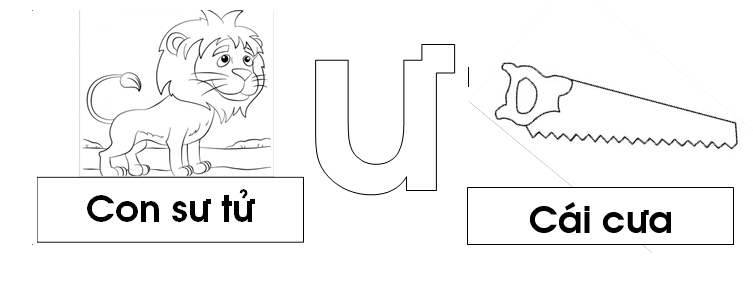 Con sư tử
ư
Cái cưa